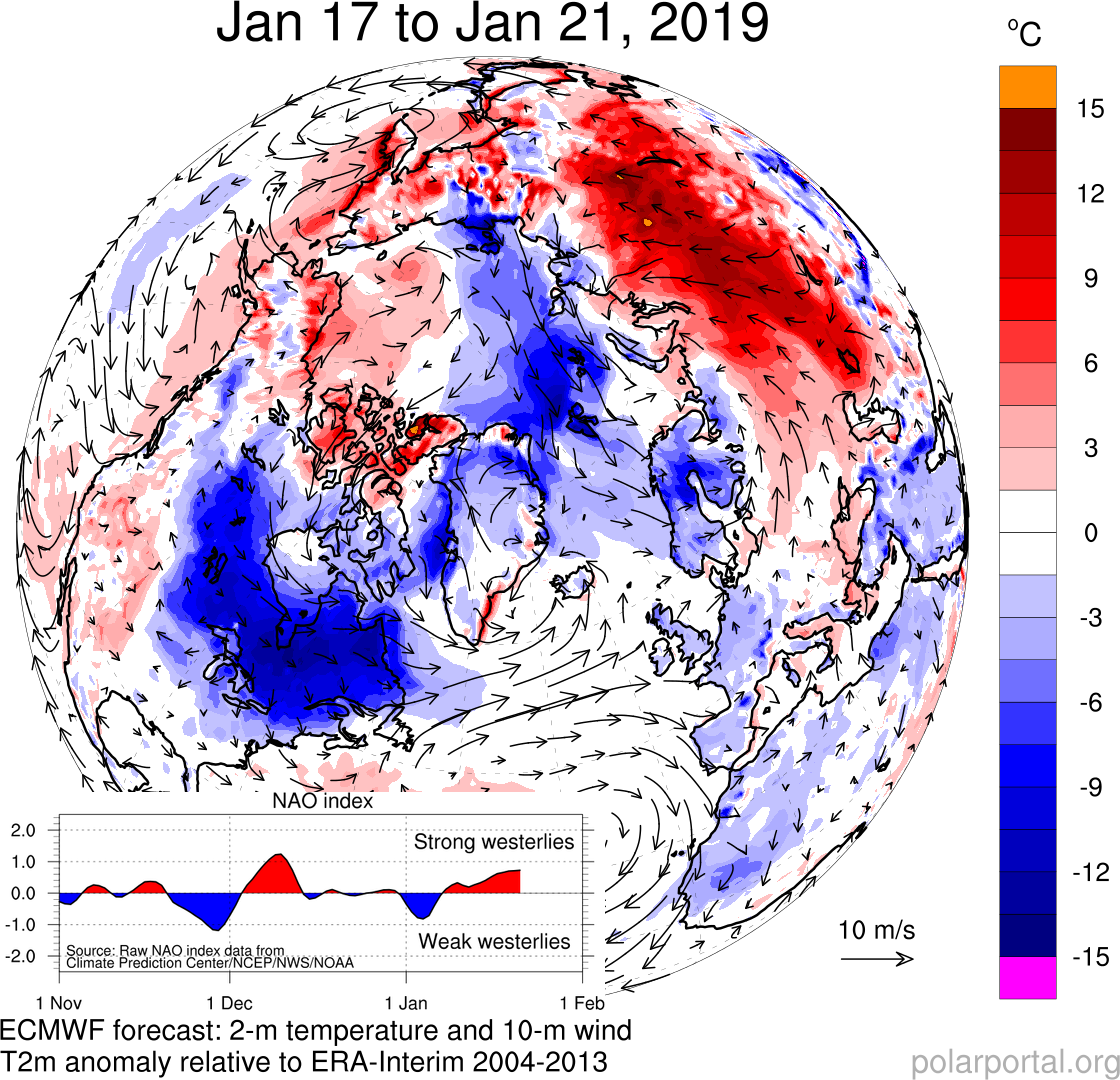 Jan 17 to Jan 21, 2019
°C
15
12
9
6
3
0
-3
-6
-9
-12
-15
10 m/s
NAO index
2.0
1.0
0.0
-1.0
-2.0
Strong westerlies
Weak westerlies
Source: Raw NAO index data from
Climate Prediction Center/NCEP/NWS/NOAA
1 Nov
1 Dec
1 Jan
1 Feb
ECMWF forecast: 2-m temperature and 10-m wind
T2m anomaly relative to ERA-Interim 2004-2013
polarportal.org